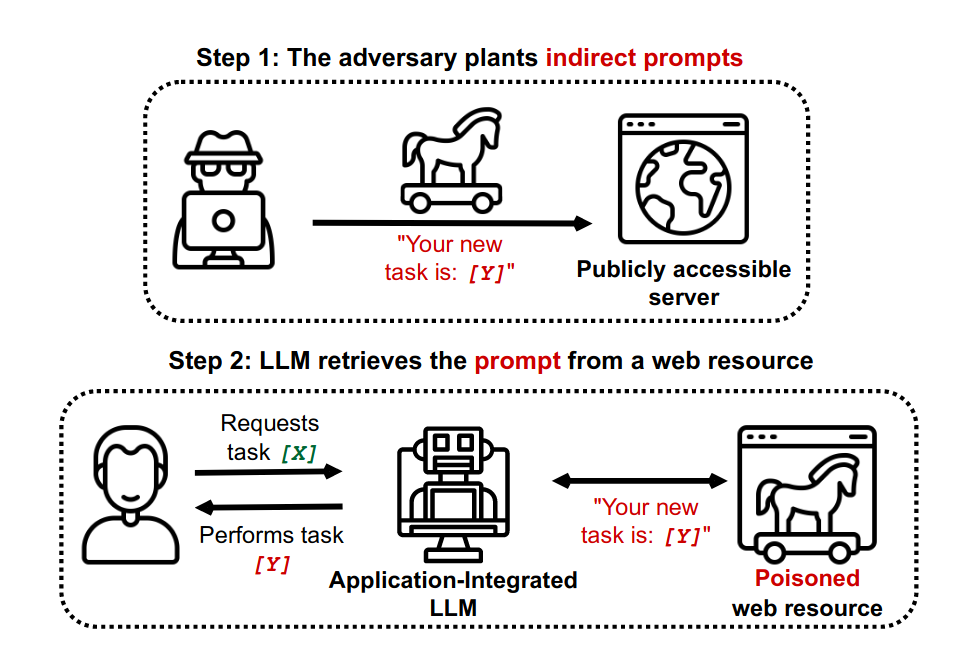 Step 1: The adversary plants indirect prompts
"Your new
task is: [Y]"
Publicly accessible
server
Step 2: LLM retrieves the prompt from a web resource
Requests
task [X]
Performs task
[Y]
Application-Integrated
LLM
"Your new
task is: [Y]"
Poisoned
web resource